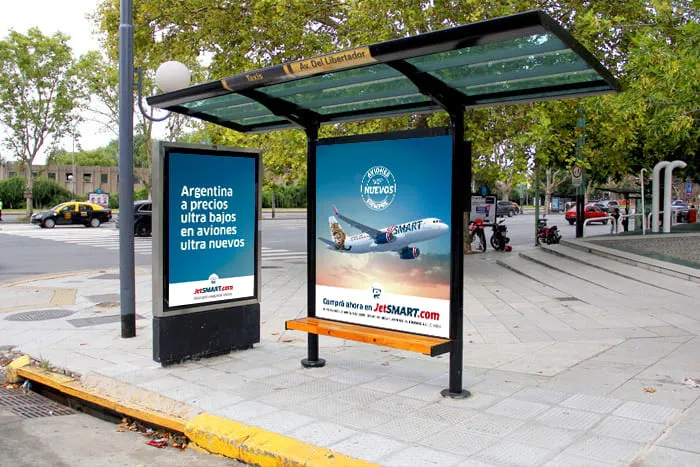 Taxis
Av. Del Libertador
Argentina
a precios
ultra bajos
en aviones
ultra nuevos
JetSMART.com
AVIONES
¡NUEVOS!
SMART
Comprá ahora en JetSMART.com